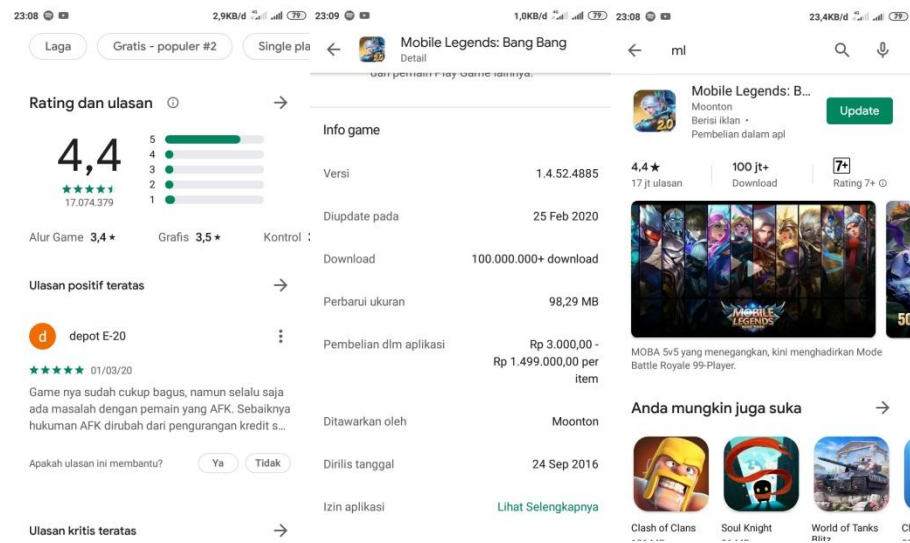 23:08
2,9KB/d
4G
79
Laga
Gratis - populer #2
Single pla
Rating dan ulasan
4,4
17.074.379
5
4
3
2
1
Alur Game 3,4★
Grafis 3,5★
Kontrol
Ulasan positif teratas
d
depot E-20
★★★★★ 01/03/20
Game nya sudah cukup bagus, namun selalu saja
ada masalah dengan pemain yang AFK. Sebaiknya
hukuman AFK dirubah dari pengurangan kredit s...
Apakah ulasan ini membantu?
Ya
Tidak
Ulasan kritis teratas
23:09
1,0KB/d
4G
79
Mobile Legends: Bang Bang
Detail
dan pemain Play Game lainnya.
Info game
Versi 1.4.52.4885
Diupdate pada 25 Feb 2020
Download 100.000.000+ download
Perbarui ukuran 98,29 MB
Pembelian dlm aplikasi Rp 3.000,00 -
Rp 1.499.000,00 per
item
Ditawarkan oleh Moonton
Dirilis tanggal 24 Sep 2016
Izin aplikasi Lihat Selengkapnya
23:08
23,4KB/d
4G
79
ml
2.0
Mobile Legends: B...
Moonton
Berisi iklan •
Pembelian dalam apl
Update
4,4★
17 jt ulasan
100 jt+
Download
7+
Rating 7+
MOBILE
LEGENDS
50
MOBA 5v5 yang menegangkan, kini menghadirkan Mode
Battle Royale 99-Player.
Anda mungkin juga suka
Clash of Clans
Soul Knight
World of Tanks
Blitz